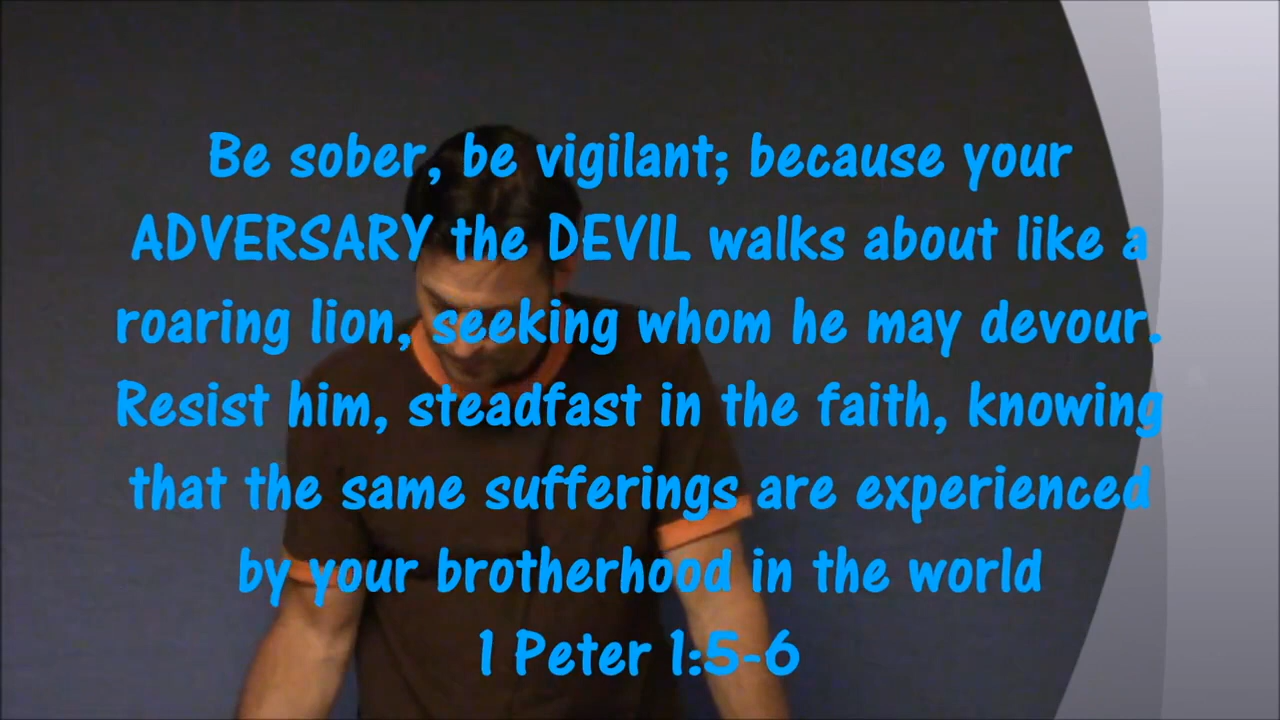 Be sober, be vigilant; because your
ADVERSARY the DEVIL walks about like a
roaring lion, seeking whom he may devour.
Resist him, steadfast in the faith, knowing
that the same sufferings are experienced
by your brotherhood in the world
1 Peter 1:5-6